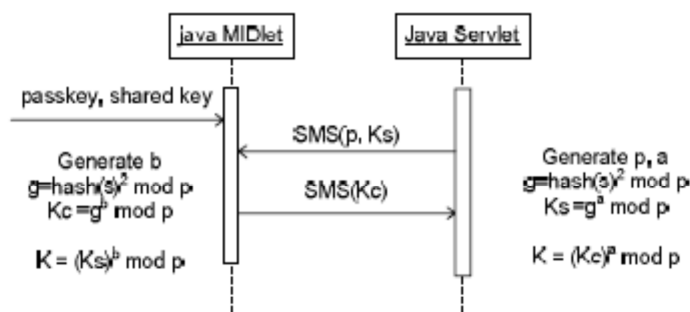 java MIDlet
Java Servlet
passkey, shared key
SMS(p, Ks)
Generate b
g=hash(s)² mod p
Kc =gᵇ mod p
K = (Ks)ᵇ mod p
SMS(Kc)
Generate p, a
g=hash(s)² mod p
Ks =gᵃ mod p
K = (Kc)ᵃ mod p